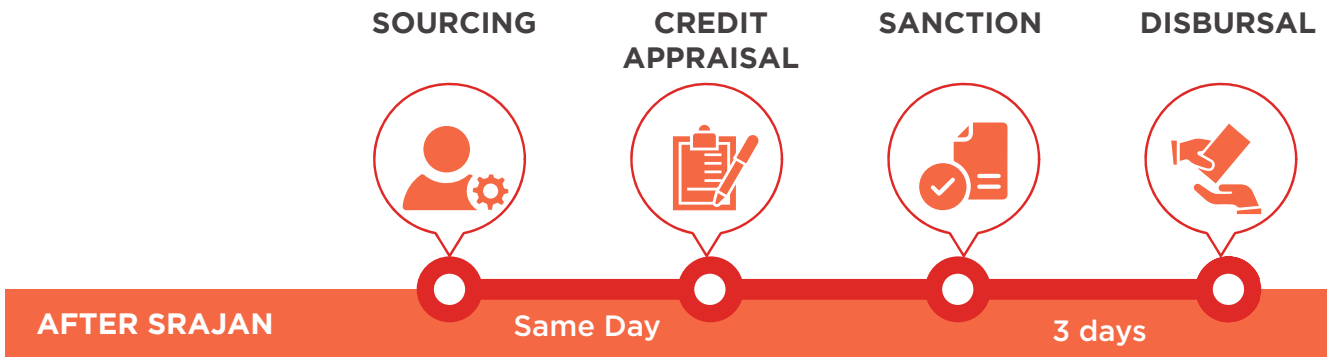 SOURCING
CREDIT
APPRAISAL
SANCTION
DISBURSAL
AFTER SRAJAN
Same Day
3 days